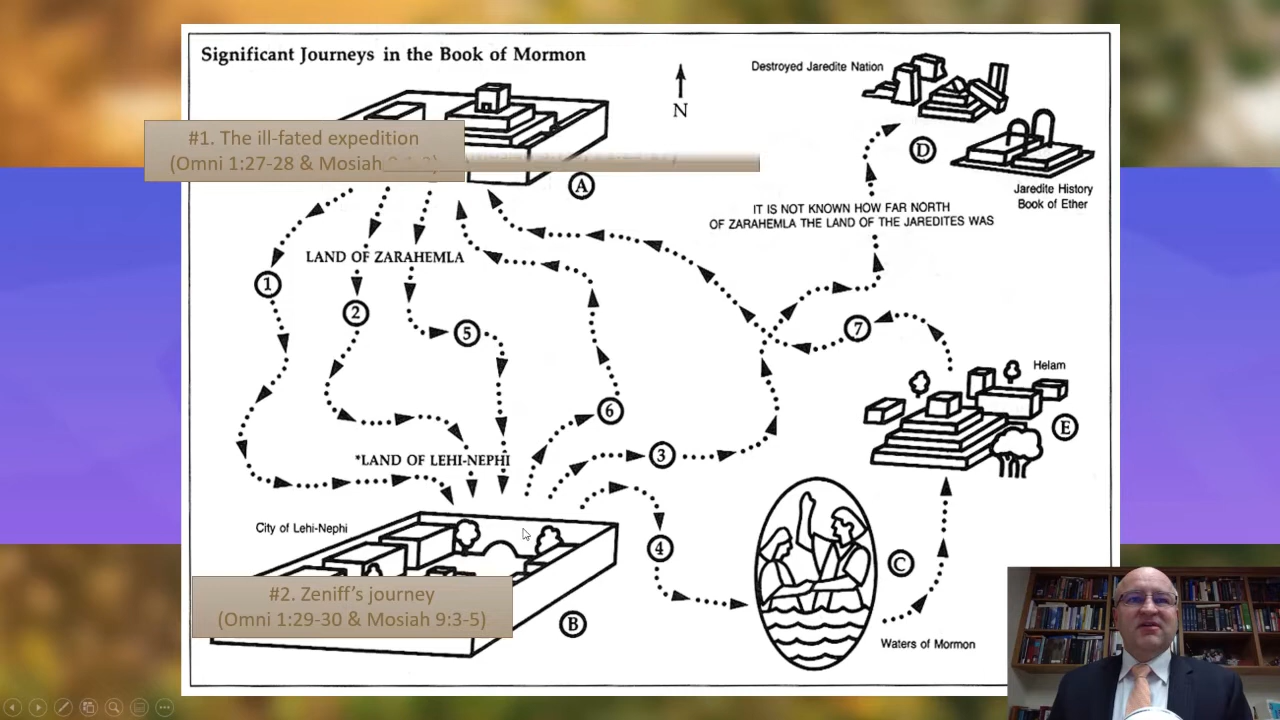 Significant Journeys in the Book of Mormon
N
Destroyed Jaredite Nation
#1. The ill-fated expedition
(Omni 1:27-28 & Mosiah
A
D
Jaredite History
Book of Ether
IT IS NOT KNOWN HOW FAR NORTH
OF ZARAHEMLA THE LAND OF THE JAREDITES WAS
LAND OF ZARAHEMLA
1
2
5
7
Helam
6
E
3
*LAND OF LEHI-NEPHI
City of Lehi-Nephi
4
C
#2. Zeniff's journey
(Omni 1:29-30 & Mosiah 9:3-5)
B
Waters of Mormon